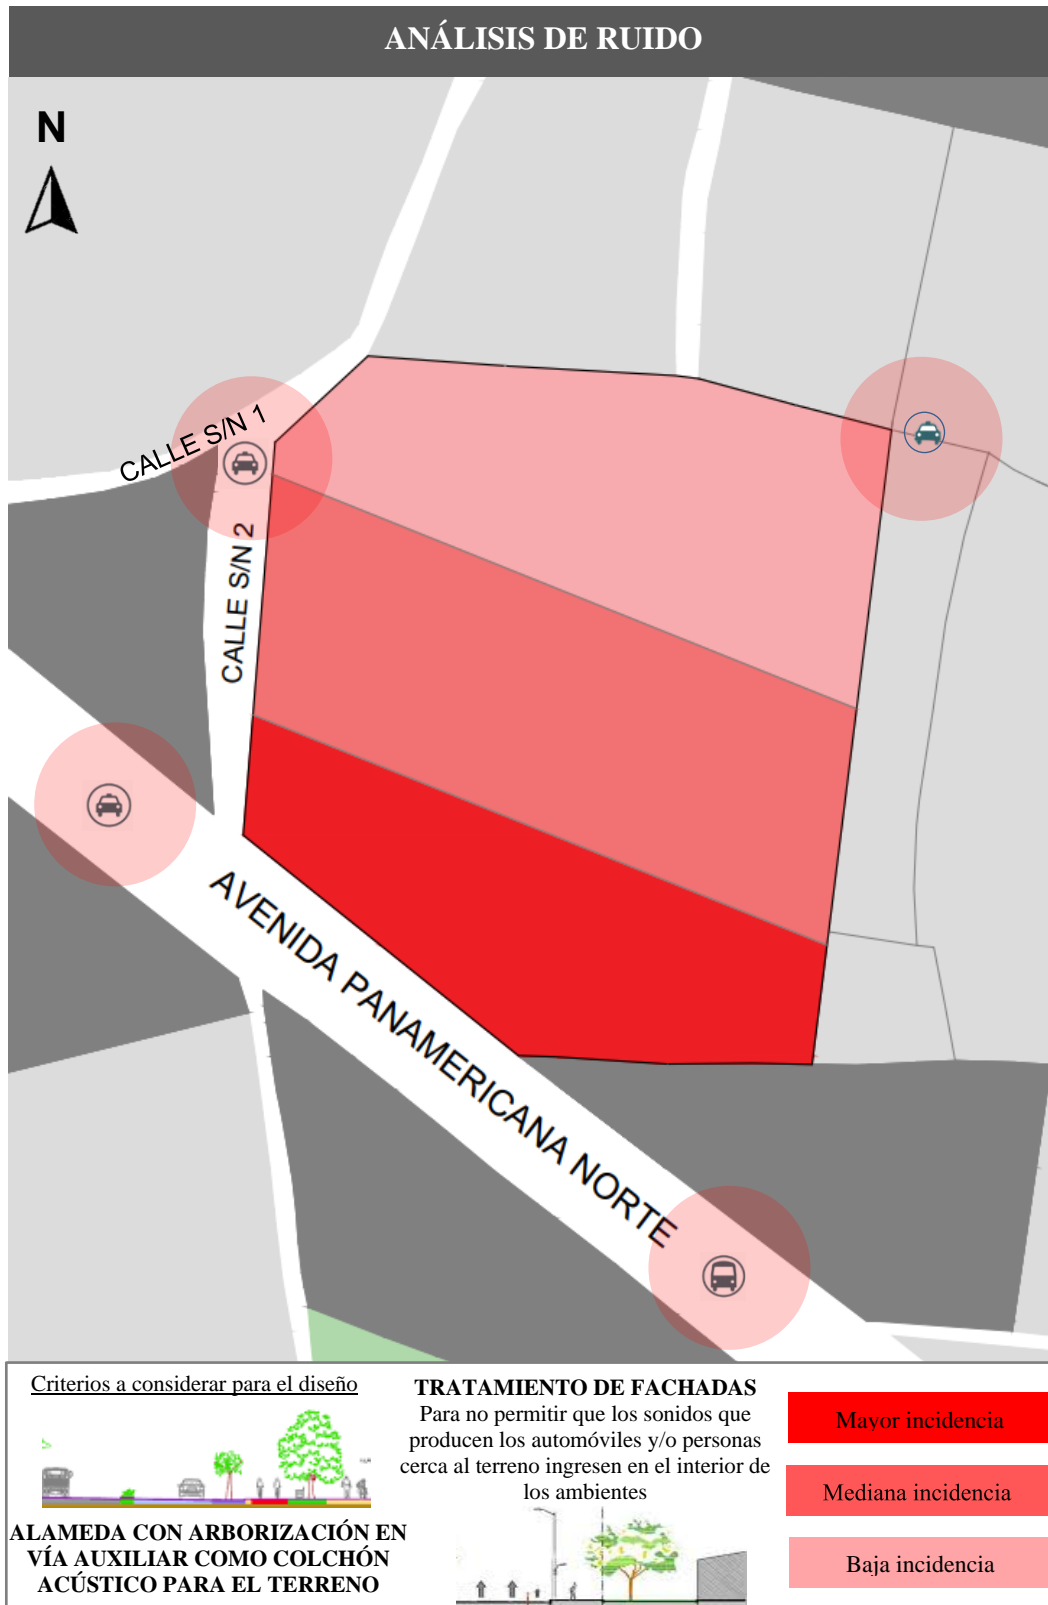 ANÁLISIS DE RUIDO
N
CALLE S/N 1
CALLE S/N 2
AVENIDA PANAMERICANA NORTE
Criterios a considerar para el diseño
ALAMEDA CON ARBORIZACIÓN EN
VÍA AUXILIAR COMO COLCHÓN
ACÚSTICO PARA EL TERRENO
TRATAMIENTO DE FACHADAS
Para no permitir que los sonidos que
producen los automóviles y/o personas
cerca al terreno ingresen en el interior de
los ambientes
Mayor incidencia
Mediana incidencia
Baja incidencia